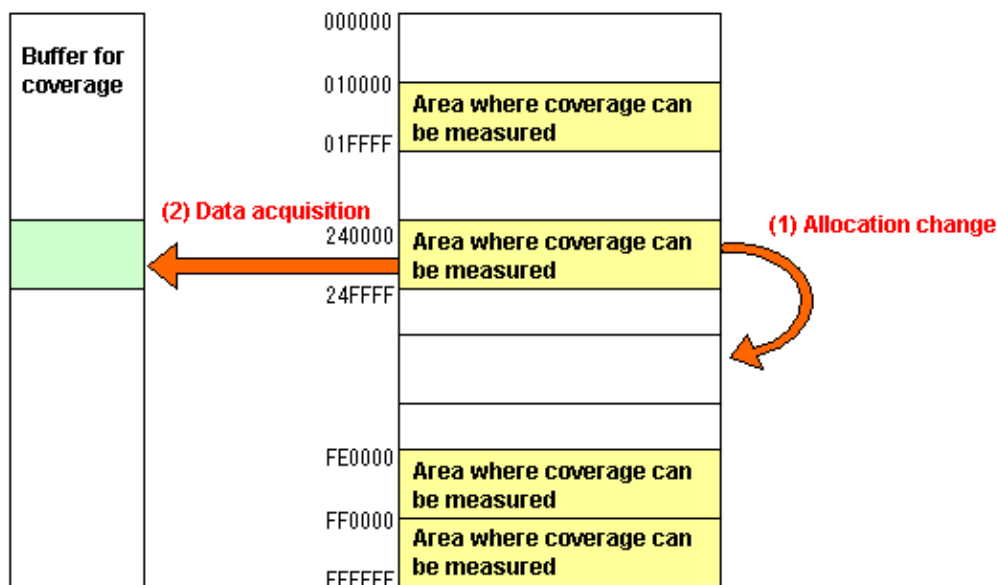 Buffer for
coverage
000000
010000
Area where coverage can
be measured
01FFFF
(2) Data acquisition
240000
Area where coverage can
be measured
(1) Allocation change
24FFFF
FE0000
Area where coverage can
be measured
FF0000
Area where coverage can
be measured
FFFFFF